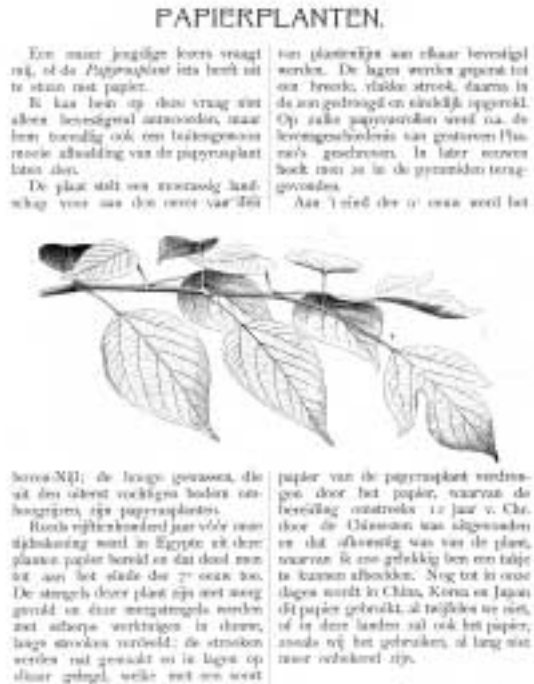 PAPIERPLANTEN.
Een onzer jeugdige lezers vraagt
mij, of de Papyrusplant iets heeft uit
te staan met papier.
Ik kan hem op deze vraag niet
alleen bevestigend antwoorden, maar
hem toevallig ook een buitengewoon
mooie afbeelding van de papyrusplant
laten zien.
De plaat stelt een moerassig land-
schap voor aan den oever van den
boven-Nijl; de hooge gewassen, die
uit den uiterst vochtigen bodem om-
hoogrijzen, zijn papyrusplanten.
Reeds vijftienhonderd jaar vóór onze
tijdrekening werd in Egypte uit deze
planten papier bereid en dat deed men
tot aan het einde der 7e eeuw toe.
De stengels dezer plant zijn met merg
gevuld en deze mergstengels werden
met scherpe werktuigen in dunne,
lange strooken verdeeld; de strooken
werden nat gemaakt en in lagen op
elkaar gelegd, welke met een soort
van plantenlijm aan elkaar bevestigd
werden. De lagen werden geperst tot
een breede, vlakke strook, daarna in
de zon gedroogd en eindelijk opgerold.
Op zulke papyrusrollen werd o.a. de
levensgeschiedenis van gestorven Pha-
rao's geschreven. In later eeuwen
heeft men ze in de pyramiden terug-
gevonden.
Aan 't eind der eeuw werd het
papier van de papyrusplant verdron-
gen door het papier, waarvan de
bereiding omstreeks 12 jaar v. Chr.
door de Chineezen was uitgevonden
en dat afkomstig was van de plant,
waarvan ik zoo gelukkig ben een takje
te kunnen afbeelden. Nog tot in onze
dagen wordt in China, Korea en Japan
dit papier gebruikt, al twijfelen we niet,
of in deze landen zal ook het papier,
zooals wij het gebruiken, al lang niet
meer onbekend zijn.